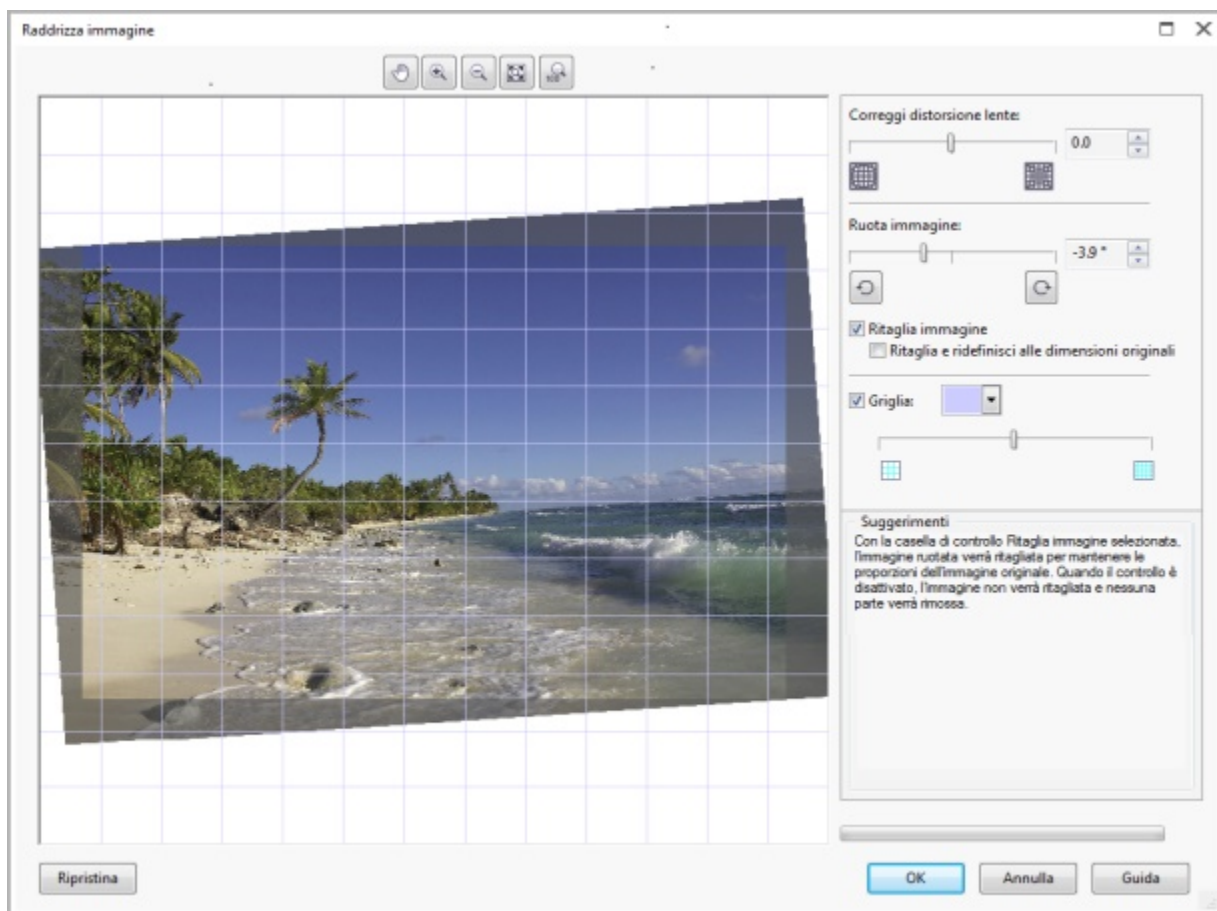 Raddrizza immagine
100
Correggi distorsione lente:
0.0
Ruota immagine:
-3.9 °
Ritaglia immagine
Ritaglia e ridefinisci alle dimensioni originali
Griglia:
Suggerimenti
Con la casella di controllo Ritaglia immagine selezionata,
l'immagine ruotata verrà ritagliata per mantenere le
proporzioni dell'immagine originale. Quando il controllo è
disattivato, l'immagine non verrà ritagliata e nessuna
parte verrà rimossa.
Ripristina
OK
Annulla
Guida